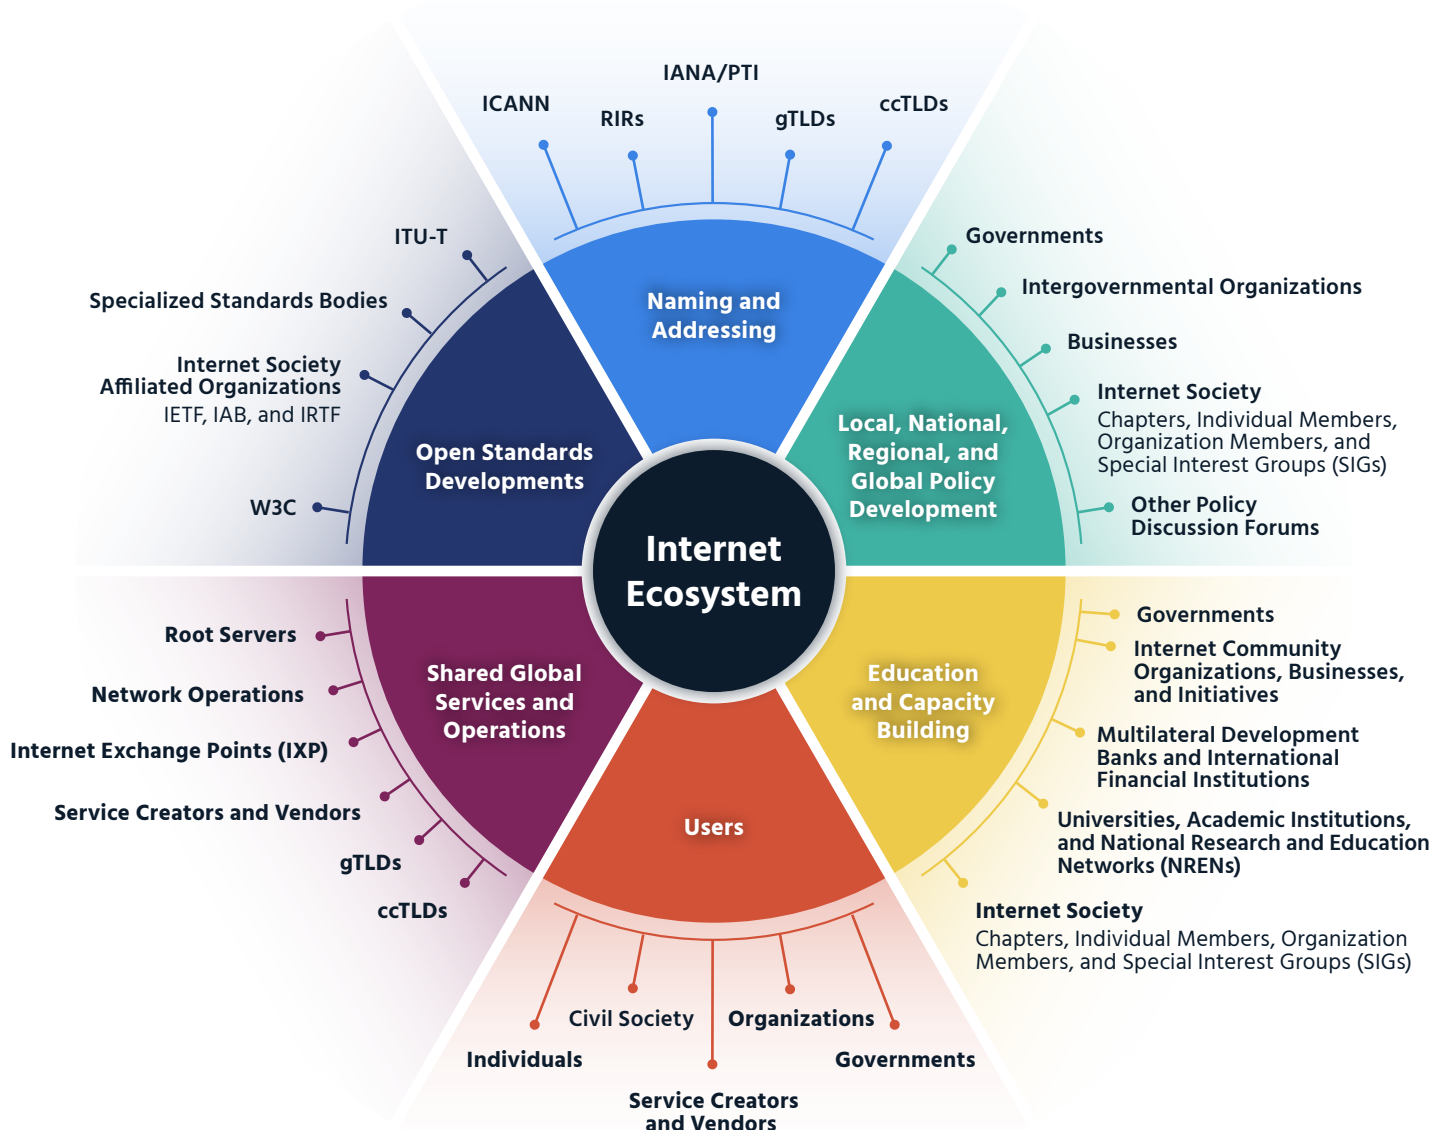 IANA/PTI
ICANN
RIRs
gTLDs
ccTLDs
Naming and
Addressing
Governments
Intergovernmental Organizations
Businesses
Internet Society
Chapters, Individual Members,
Organization Members, and
Special Interest Groups (SIGs)
Other Policy
Discussion Forums
Local, National,
Regional, and
Global Policy
Development
ITU-T
Specialized Standards Bodies
Internet Society
Affiliated Organizations
IETF, IAB, and IRTF
W3C
Open Standards
Developments
Internet
Ecosystem
Root Servers
Network Operations
Internet Exchange Points (IXP)
Service Creators and Vendors
gTLDs
ccTLDs
Shared Global
Services and
Operations
Education
and Capacity
Building
Governments
Internet Community
Organizations, Businesses,
and Initiatives
Multilateral Development
Banks and International
Financial Institutions
Universities, Academic Institutions,
and National Research and Education
Networks (NRENs)
Internet Society
Chapters, Individual Members, Organization
Members, and Special Interest Groups (SIGs)
Users
Individuals
Civil Society
Service Creators
and Vendors
Organizations
Governments